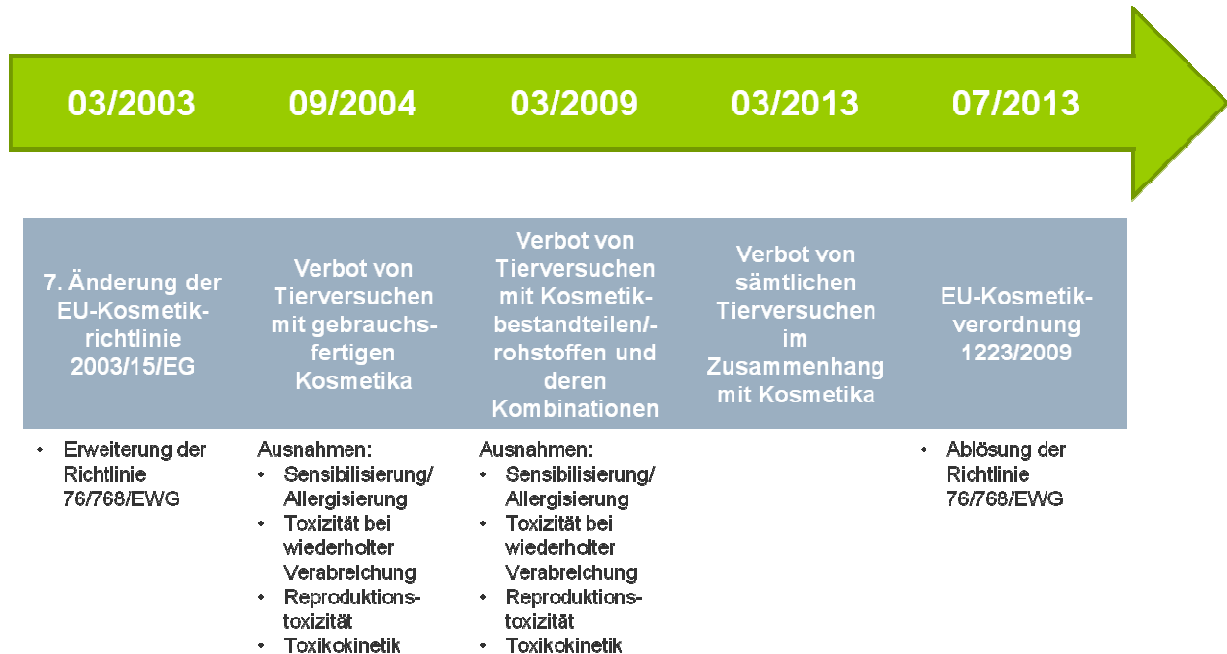 03/2003 09/2004 03/2009 03/2013 07/2013
7. Änderung der
EU-Kosmetik-
richtlinie
2003/15/EG
Verbot von
Tierversuchen
mit gebrauchs-
fertigen
Kosmetika
Verbot von
Tierversuchen
mit Kosmetik-
bestandteilen/-
rohstoffen und
deren
Kombinationen
Verbot von
sämtlichen
Tierversuchen
im
Zusammenhang
mit Kosmetika
EU-Kosmetik-
verordnung
1223/2009
• Erweiterung der
Richtlinie
76/768/EWG
Ausnahmen:
• Sensibilisierung/
Allergisierung
• Toxizität bei
wiederholter
Verabreichung
• Reproduktions-
toxizität
• Toxikokinetik
Ausnahmen:
• Sensibilisierung/
Allergisierung
• Toxizität bei
wiederholter
Verabreichung
• Reproduktions-
toxizität
• Toxikokinetik
• Ablösung der
Richtlinie
76/768/EWG